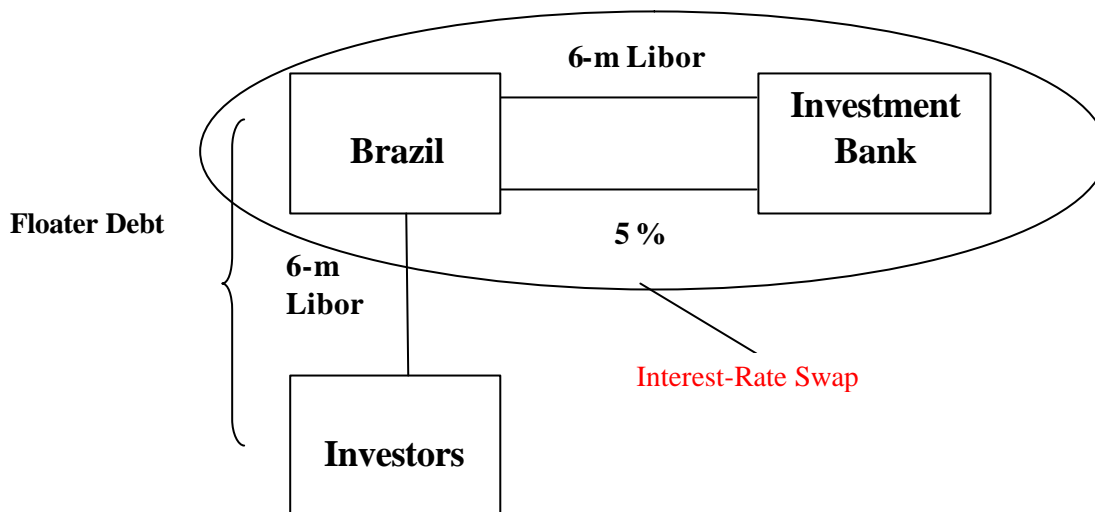 6-m Libor
Investment
Bank
Brazil
Floater Debt
5 %
6-m
Libor
Interest-Rate Swap
Investors